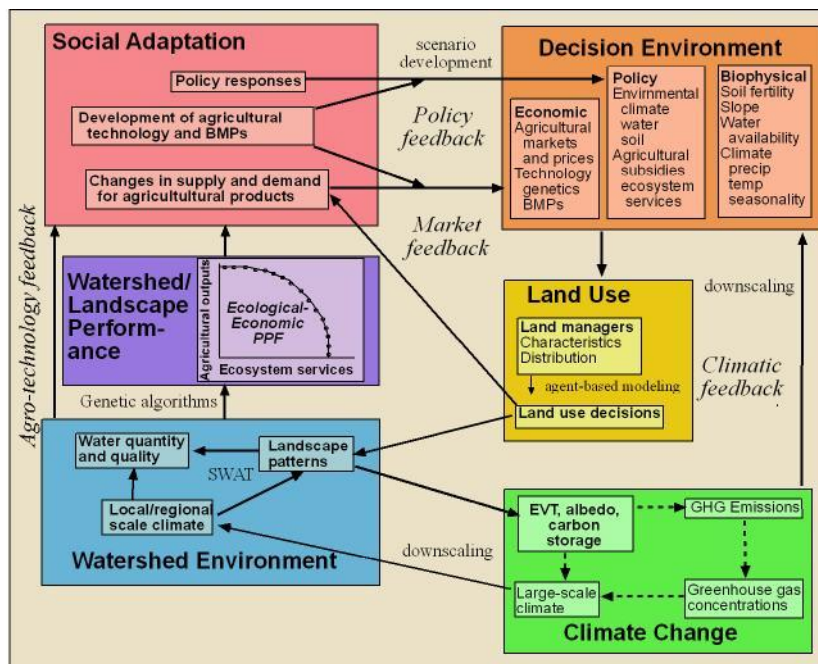 Social Adaptation
Policy responses
Development of agricultural
technology and BMPs
Changes in supply and demand
for agricultultural products
scenario
development
Policy
feedback
Market
feedback
Decision Environment
Economic
Agricultural
markets
and prices
Technology
genetics
BMPs
Policy
Envirnmental
climate
water
soil
Agricultural
subsidies
ecosystem
services
Biophysical
Soil fertility
Slope
Water
availability
Climate
precip
temp
seasonality
Agro-technology feedback
Watershed/
Landscape
Perform-
ance
Agricultural outputs
Ecological-
Economic
PPF
Ecosystem services
Genetic algorithms
Land Use
Land managers
Characteristics
Distribution
agent-based modeling
Land use decisions
downscaling
Climatic
feedback
Water quantity
and quality
Landscape
patterns
SWAT
Local/regional
scale climate
Watershed Environment
downscaling
EVT, albedo,
carbon
storage
GHG Emissions
Large-scale
climate
Greenhouse gas
concentrations
Climate Change